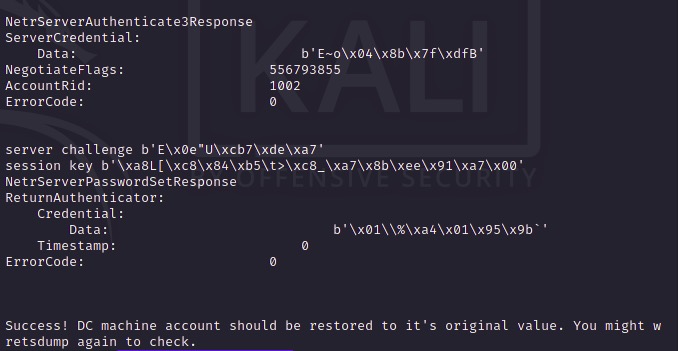 NetrServerAuthenticate3Response
ServerCredential:
    Data:                            b'E~o\x04\x8b\x7f\xdfB'
NegotiateFlags:                  556793855
AccountRid:                      1002
ErrorCode:                       0
server challenge b'E\x0e"U\xcb7\xde\xa7'
session key b'\xa8L[\xc8\x84\xb5\t>\xc8_\xa7\x8b\xee\x91\xa7\x00'
NetrServerPasswordSetResponse
ReturnAuthenticator:
    Credential:
        Data:                            b'\x01\\%\xa4\x01\x95\x9b`'
    Timestamp:                       0
ErrorCode:                       0
Success! DC machine account should be restored to it's original value. You might w
retsdump again to check.
KALI
OFFENSIVE SECURITY